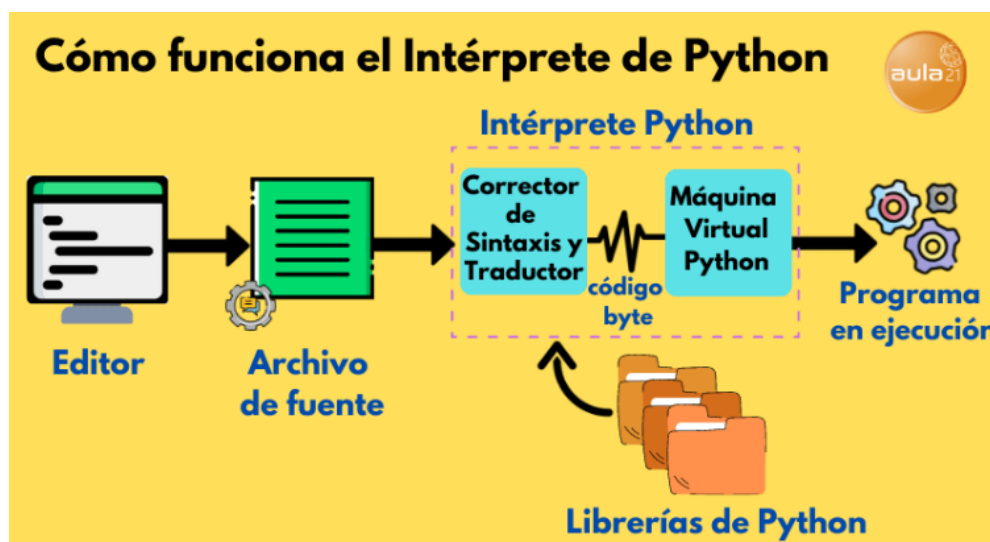 Cómo funciona el Intérprete de Python
aula21
Intérprete Python
Corrector
de
Sintaxis y
Traductor
código
byte
Máquina
Virtual
Python
Programa
en ejecución
Editor
Archivo
de fuente
Librerías de Python